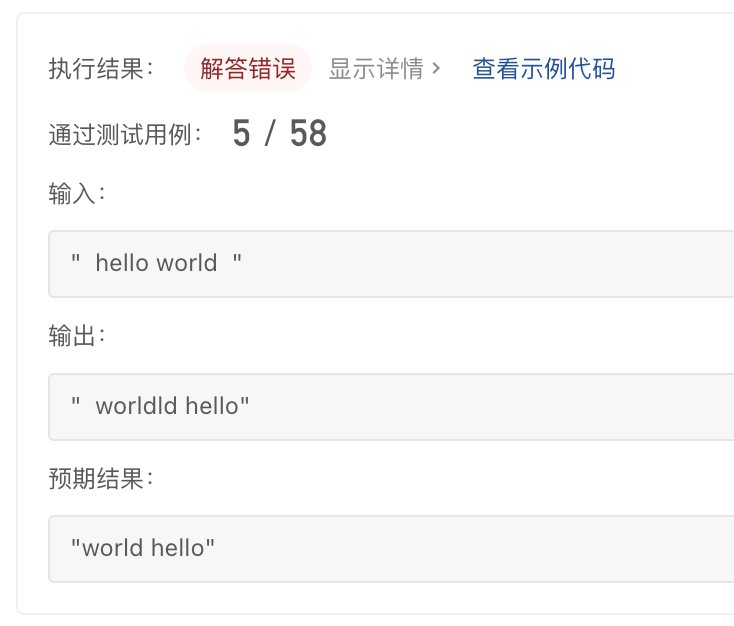 执行结果： 解答错误 显示详情 › 查看示例代码
通过测试用例： 5 / 58
输入：
"  hello world  "
输出：
"  worldld hello"
预期结果：
"world hello"